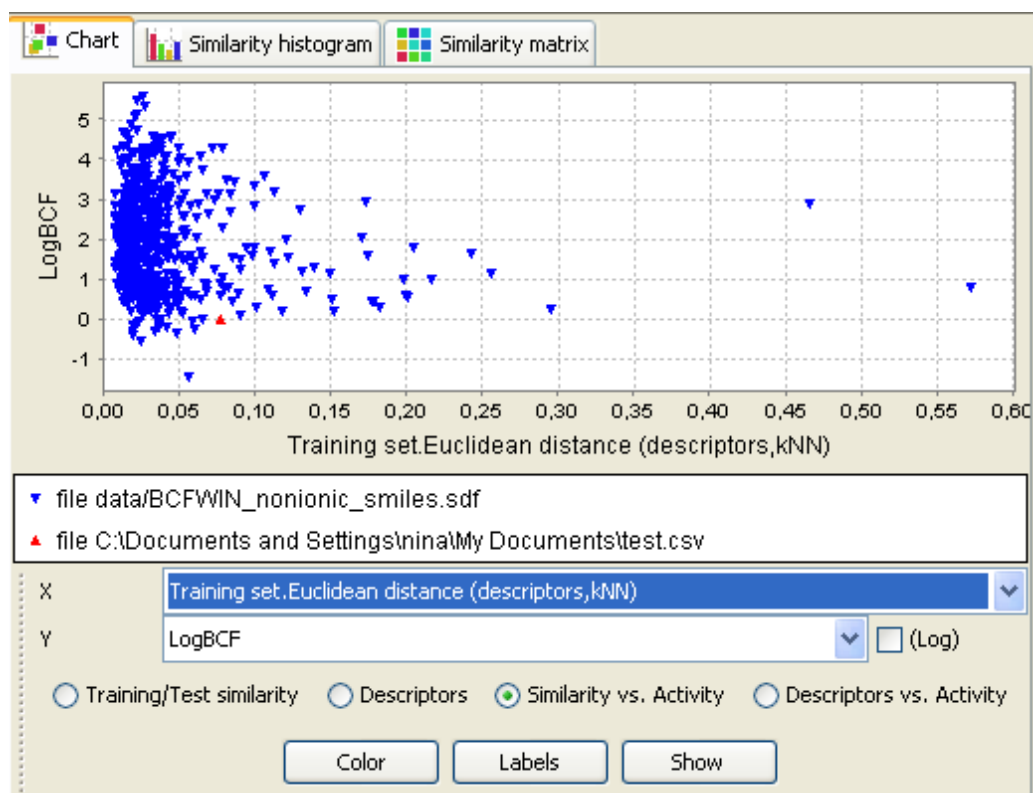 Chart Similarity histogram Similarity matrix
5
4
3
2
1
0
-1
LogBCF
0,00 0,05 0,10 0,15 0,20 0,25 0,30 0,35 0,40 0,45 0,50 0,55 0,60
Training set.Euclidean distance (descriptors,kNN)
file data/BCFWIN_nonionic_smiles.sdf
file C:\Documents and Settings\nina\My Documents\test.csv
X Training set.Euclidean distance (descriptors,kNN)
Y LogBCF (Log)
Training/Test similarity Descriptors Similarity vs. Activity Descriptors vs. Activity
Color Labels Show